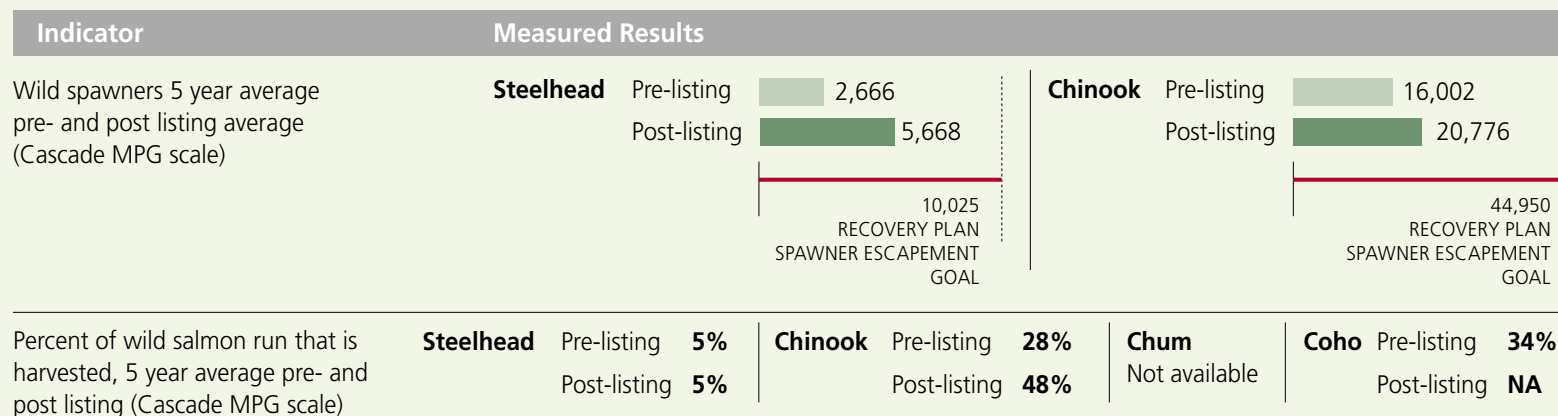 Indicator Measured Results
Wild spawners 5 year average
pre- and post listing average
(Cascade MPG scale)
Steelhead Pre-listing 2,666
Post-listing 5,668
10,025
RECOVERY PLAN
SPAWNER ESCAPEMENT
GOAL
Chinook Pre-listing 16,002
Post-listing 20,776
44,950
RECOVERY PLAN
SPAWNER ESCAPEMENT
GOAL
Percent of wild salmon run that is
harvested, 5 year average pre- and
post listing (Cascade MPG scale)
Steelhead Pre-listing 5%
Post-listing 5%
Chinook Pre-listing 28%
Post-listing 48%
Chum
Not available
Coho Pre-listing 34%
Post-listing NA